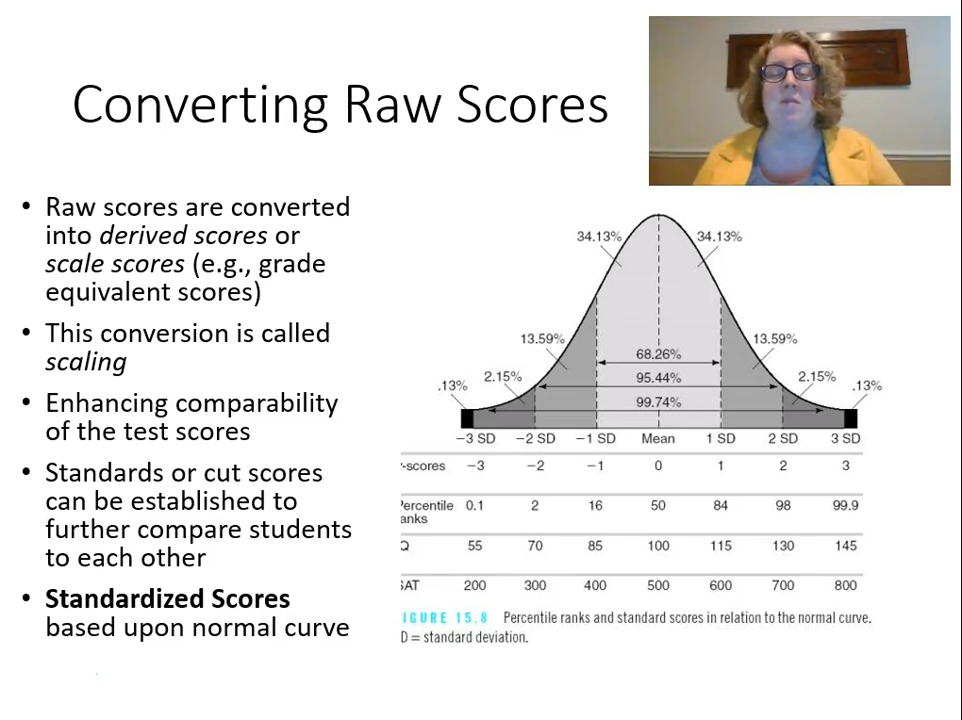 Converting Raw Scores
• Raw scores are converted
into derived scores or
scale scores (e.g., grade
equivalent scores)
• This conversion is called
scaling
• Enhancing comparability
of the test scores
• Standards or cut scores
can be established to
further compare students
to each other
• Standardized Scores
based upon normal curve
34.13% 34.13%
13.59% 13.59%
68.26%
2.15% 95.44% 2.15%
.13% .13%
99.74%
−3 SD −2 SD −1 SD Mean 1 SD 2 SD 3 SD
-scores −3 −2 −1 0 1 2 3
Percentile 0.1 2 16 50 84 98 99.9
anks
Q 55 70 85 100 115 130 145
SAT 200 300 400 500 600 700 800
IGURE 15.8 Percentile ranks and standard scores in relation to the normal curve.
D = standard deviation.